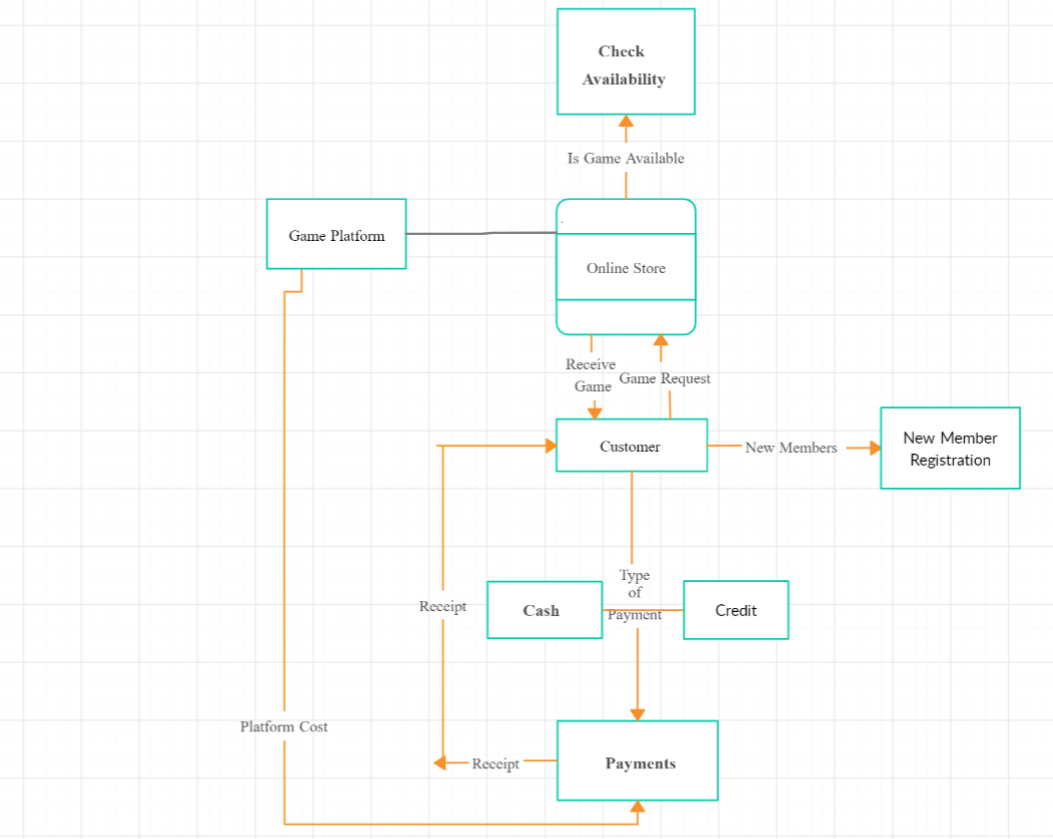 Check
Availability
Is Game Available
Game Platform
.
Online Store
Receive
Game
Game Request
Customer
New Members
New Member
Registration
Type
of
Payment
Cash
Credit
Receipt
Platform Cost
Receipt
Payments